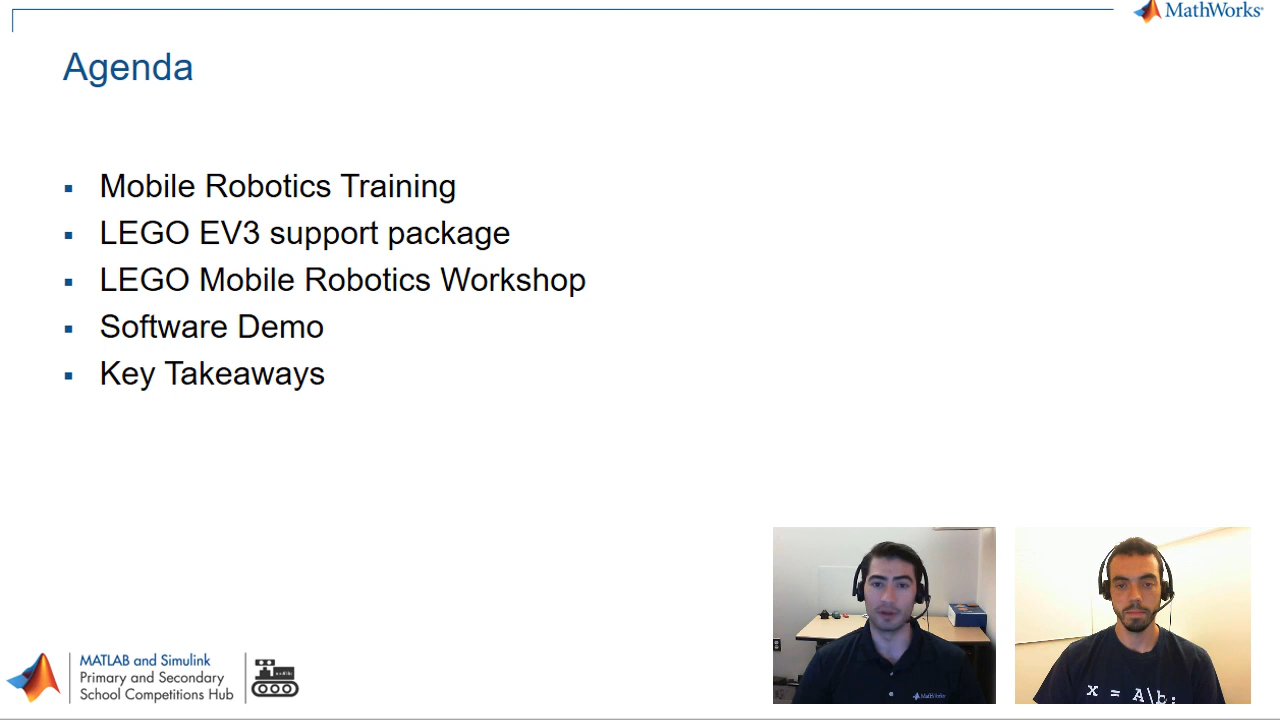 MathWorks
Agenda
Mobile Robotics Training
LEGO EV3 support package
LEGO Mobile Robotics Workshop
Software Demo
Key Takeaways
MATLAB and Simulink
Primary and Secondary
School Competitions Hub
MathWorks
x = A\b;